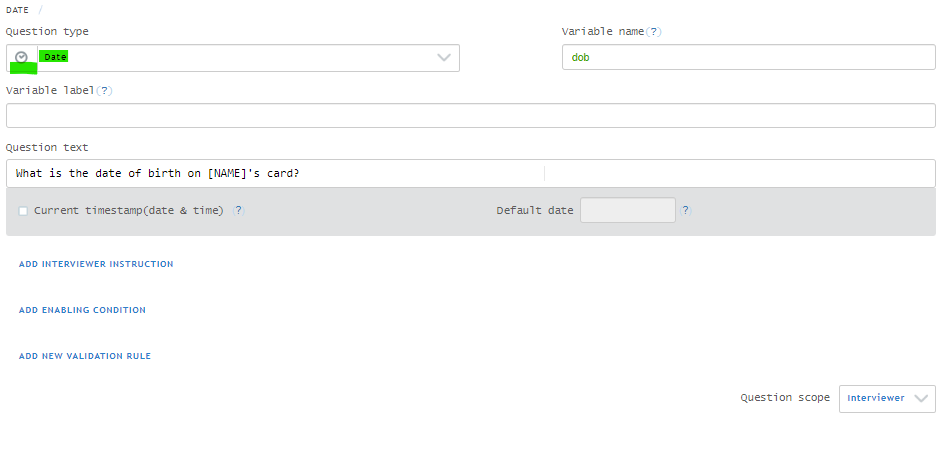 DATE /
Question type
Variable name(?)
Date
dob
Variable label(?)
Question text
What is the date of birth on [NAME]'s card?
Current timestamp(date & time) ?
Default date ?
ADD INTERVIEWER INSTRUCTION
ADD ENABLING CONDITION
ADD NEW VALIDATION RULE
Question scope Interviewer